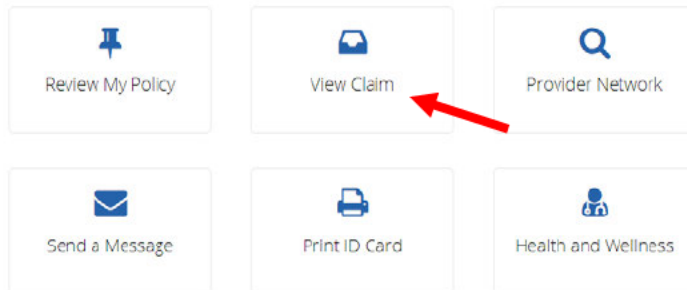 Review My Policy
View Claim
Provider Network
Send a Message
Print ID Card
Health and Wellness